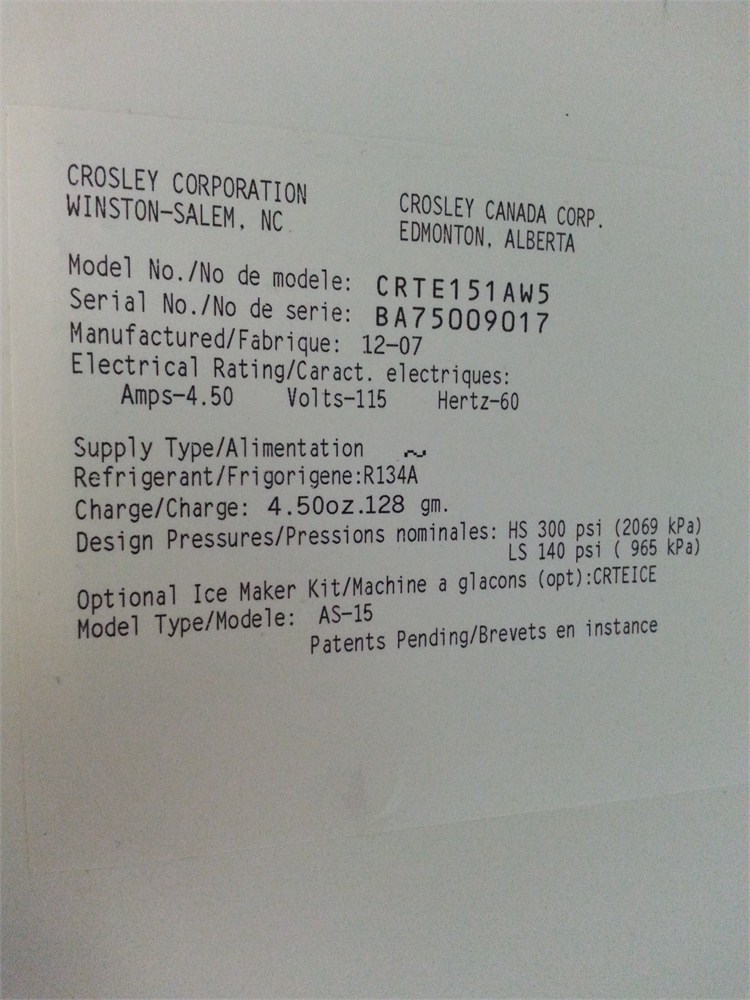 CROSLEY CORPORATION
WINSTON-SALEM, NC
CROSLEY CANADA CORP.
EDMONTON, ALBERTA
Model No./No de modele: CRTE151AW5
Serial No./No de serie: BA75009017
Manufactured/Fabrique: 12-07
Electrical Rating/Caract. electriques:
Amps-4.50 Volts-115 Hertz-60
Supply Type/Alimentation ~
Refrigerant/Frigorigene:R134A
Charge/Charge: 4.50oz.128 gm.
Design Pressures/Pressions nominales: HS 300 psi (2069 kPa)
LS 140 psi ( 965 kPa)
Optional Ice Maker Kit/Machine a glacons (opt):CRTEICE
Model Type/Modele: AS-15
Patents Pending/Brevets en instance